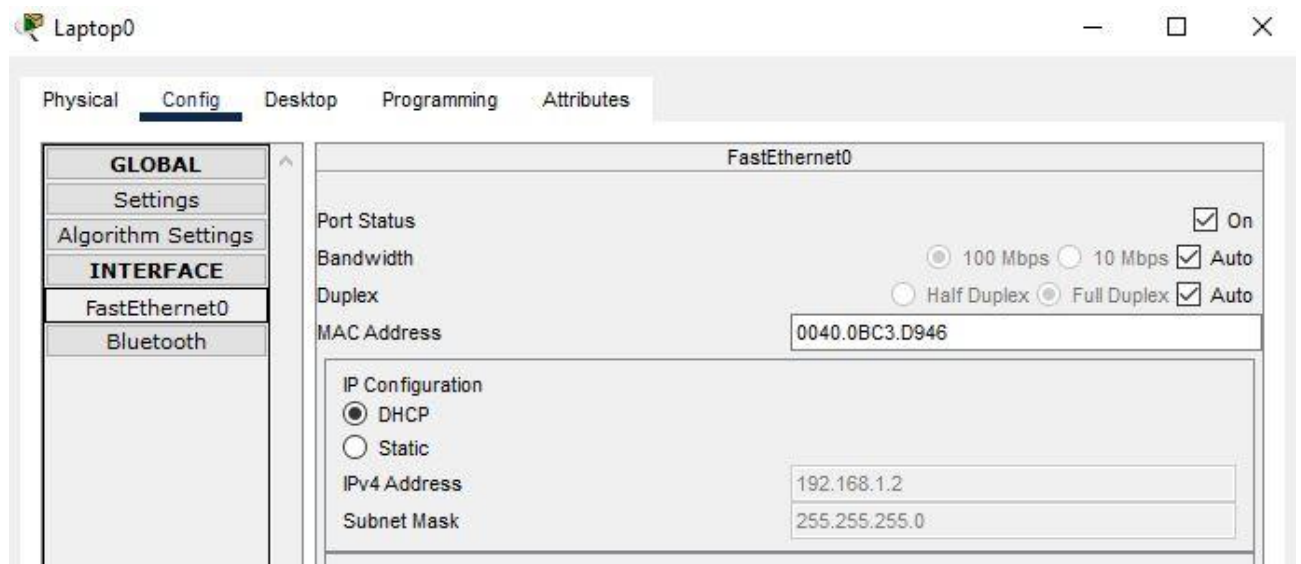 Laptop0
Physical Config Desktop Programming Attributes
GLOBAL
Settings
Algorithm Settings
INTERFACE
FastEthernet0
Bluetooth
FastEthernet0
Port Status On
Bandwidth 100 Mbps 10 Mbps Auto
Duplex Half Duplex Full Duplex Auto
MAC Address 0040.0BC3.D946
IP Configuration
DHCP
Static
IPv4 Address 192.168.1.2
Subnet Mask 255.255.255.0